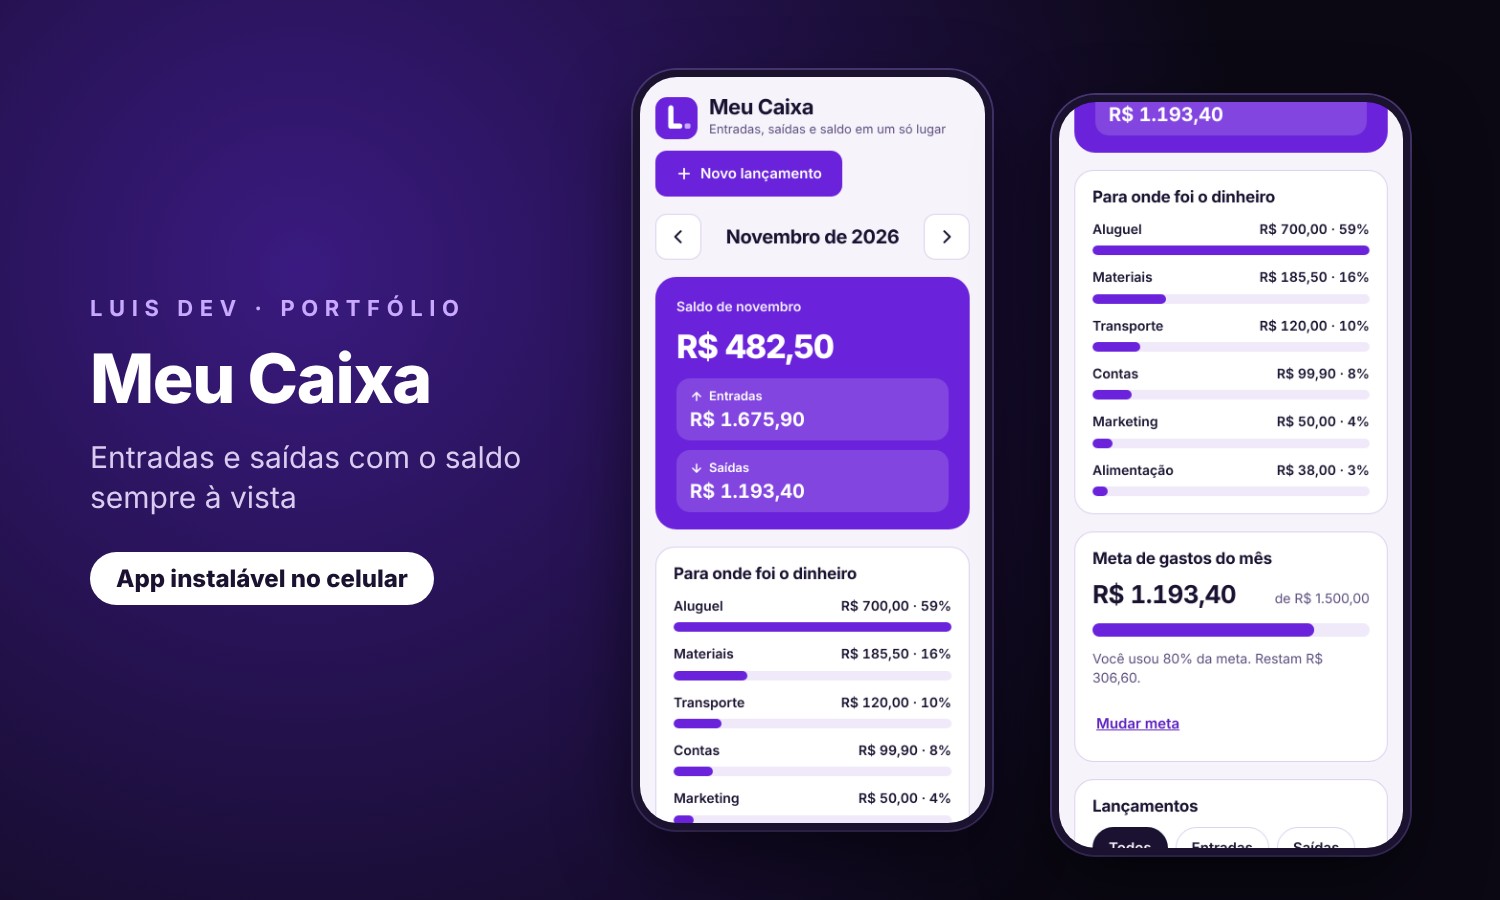 LUIS DEV · PORTFÓLIO
Meu Caixa
Entradas e saídas com o saldo
sempre à vista
App instalável no celular
L.
Meu Caixa
Entradas, saídas e saldo em um só lugar
+ Novo lançamento
Novembro de 2026
Saldo de novembro
R$ 482,50
↑ Entradas
R$ 1.675,90
↓ Saídas
R$ 1.193,40
Para onde foi o dinheiro
Aluguel R$ 700,00 · 59%
Materiais R$ 185,50 · 16%
Transporte R$ 120,00 · 10%
Contas R$ 99,90 · 8%
Marketing R$ 50,00 · 4%
R$ 1.193,40
Para onde foi o dinheiro
Aluguel R$ 700,00 · 59%
Materiais R$ 185,50 · 16%
Transporte R$ 120,00 · 10%
Contas R$ 99,90 · 8%
Marketing R$ 50,00 · 4%
Alimentação R$ 38,00 · 3%
Meta de gastos do mês
R$ 1.193,40 de R$ 1.500,00
Você usou 80% da meta. Restam R$
306,60.
Mudar meta
Lançamentos
Todos Entradas Saídas